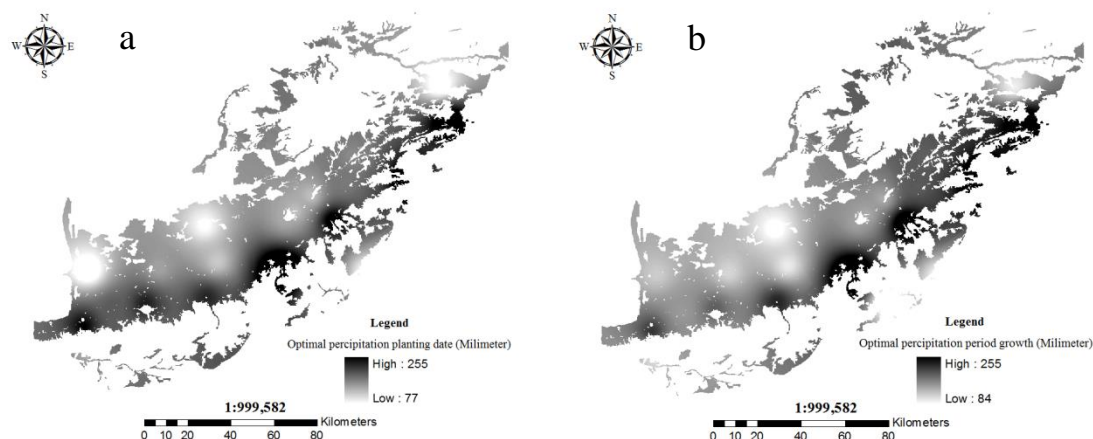 N
W E
S
a
Legend
Optimal percipitation planting date (Milimeter)
High : 255
Low : 77
1:999,582
Kilometers
0 5 10 20 40 60 80
N
W E
S
b
Legend
Optimal percipitation period growth (Milimeter)
High : 255
Low : 84
1:999,582
Kilometers
0 5 10 20 40 60 80